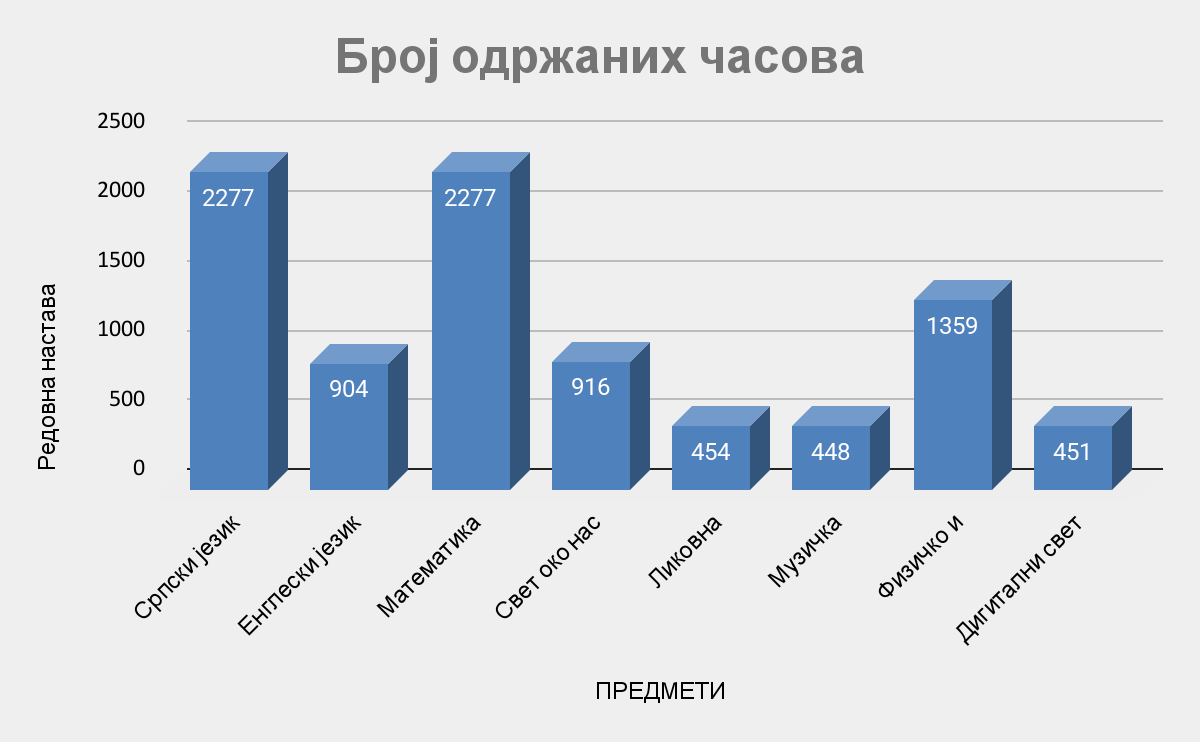 Број одржаних часова
2500
2000
1500
1000
500
0
Редовна настава
2277
904
2277
916
454
448
1359
451
Српски језик
Енглески језик
Математика
Свет око нас
Ликовна
Музичка
Физичко и
Дигитални свет
ПРЕДМЕТИ